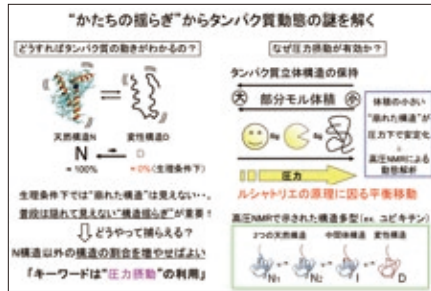 "かたちの揺らぎ"からタンパク質動態の謎を解く
どうすればタンパク質の動きがわかるの？
天然構造N
変性構造D
N
D
= 100%
= 0%(生理条件下)
生理条件下では"崩れた構造"は見えない・・。
普段は隠れて見えない"構造揺らぎ"が重要！
どうやって捕らえる？
N構造以外の構造の割合を増やせばよい
「キーワードは"圧力摂動"の利用」
なぜ圧力摂動が有効か？
タンパク質立体構造の保持
大
部分モル体積
小
圧力
体積の小さい
"崩れた構造"が
圧力下で安定化
高圧NMRによる
動態解析
ルシャトリエの原理に因る平衡移動
高圧NMRで示された構造多型(ex. ユビキチン)
2つの天然構造
中間体構造
変性構造
N₁
N₂
I
D